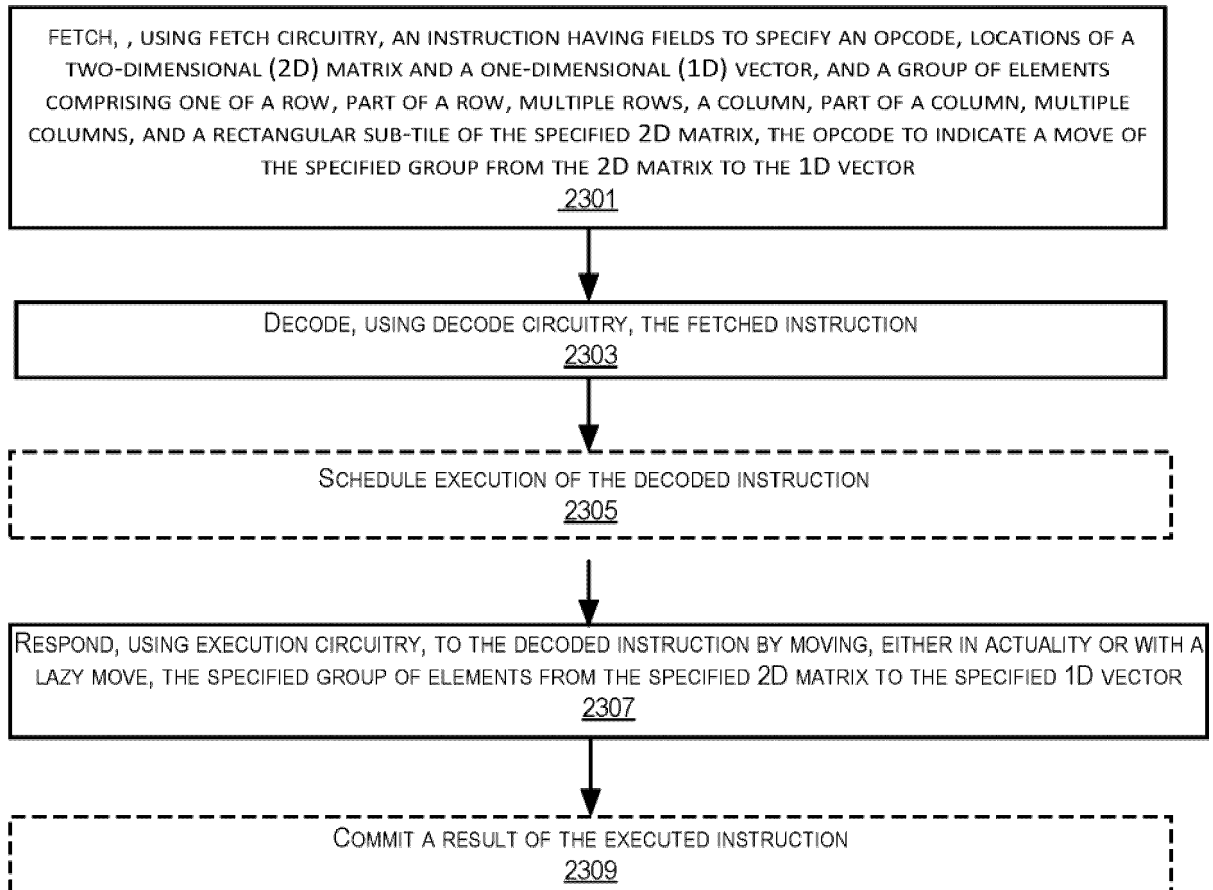 FETCH, , USING FETCH CIRCUITRY, AN INSTRUCTION HAVING FIELDS TO SPECIFY AN OPCODE, LOCATIONS OF A
TWO-DIMENSIONAL (2D) MATRIX AND A ONE-DIMENSIONAL (1D) VECTOR, AND A GROUP OF ELEMENTS
COMPRISING ONE OF A ROW, PART OF A ROW, MULTIPLE ROWS, A COLUMN, PART OF A COLUMN, MULTIPLE
COLUMNS, AND A RECTANGULAR SUB-TILE OF THE SPECIFIED 2D MATRIX, THE OPCODE TO INDICATE A MOVE OF
THE SPECIFIED GROUP FROM THE 2D MATRIX TO THE 1D VECTOR
2301
DECODE, USING DECODE CIRCUITRY, THE FETCHED INSTRUCTION
2303
SCHEDULE EXECUTION OF THE DECODED INSTRUCTION
2305
RESPOND, USING EXECUTION CIRCUITRY, TO THE DECODED INSTRUCTION BY MOVING, EITHER IN ACTUALITY OR WITH A
LAZY MOVE, THE SPECIFIED GROUP OF ELEMENTS FROM THE SPECIFIED 2D MATRIX TO THE SPECIFIED 1D VECTOR
2307
COMMIT A RESULT OF THE EXECUTED INSTRUCTION
2309